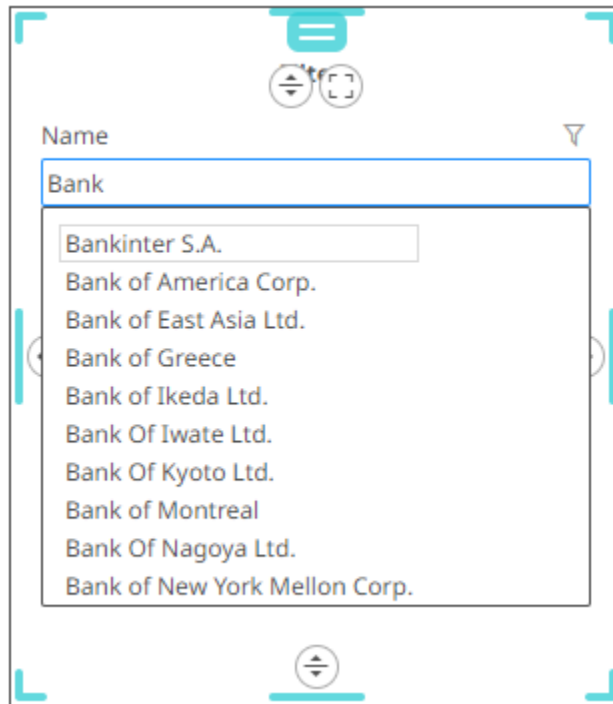 Name
Bank
Bankinter S.A.
Bank of America Corp.
Bank of East Asia Ltd.
Bank of Greece
Bank of Ikeda Ltd.
Bank Of Iwate Ltd.
Bank Of Kyoto Ltd.
Bank of Montreal
Bank Of Nagoya Ltd.
Bank of New York Mellon Corp.